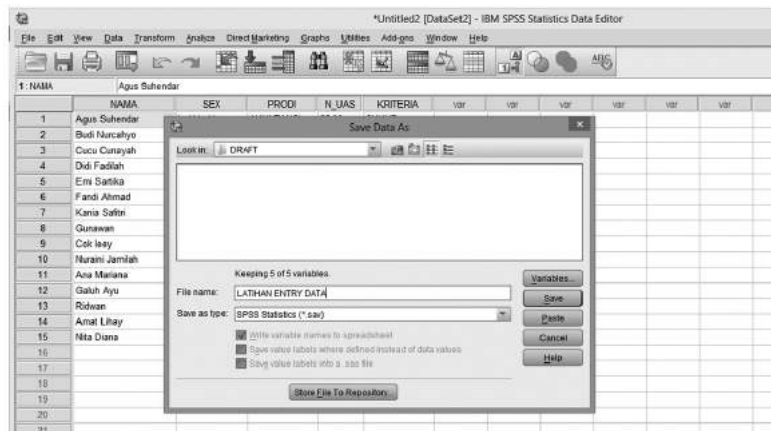 *Untitled2 [DataSet2] - IBM SPSS Statistics Data Editor
File Edit View Data Transform Analyze Direct Marketing Graphs Utilities Add-ons Window Help
1 : NAMA Agus Suhendar
NAMA SEX PRODI N_UAS KRITERIA var var var var var
1 Agus Suhendar
2 Budi Nurcahyo
3 Cucu Cunayah
4 Didi Fadilah
5 Erni Sartika
6 Fandi Ahmad
7 Kania Safitri
8 Gunawan
9 Cok
10 Nuraini Jamilah
11 Ana Mariana
12 Galuh Ayu
13 Ridwan
14 Amat Lihay
15 Nita Diana
16
17
18
19
20
21
Save Data As
Look in: DRAFT
Keeping 5 of 5 variables.
Variables...
File name: LATIHAN ENTRY DATA
Save
Save as type: SPSS Statistics (*.sav)
Paste
Write variable names to spreadsheet
Cancel
Save value labels where defined instead of data values
Save value labels into a .sas file
Help
Store File To Repository...